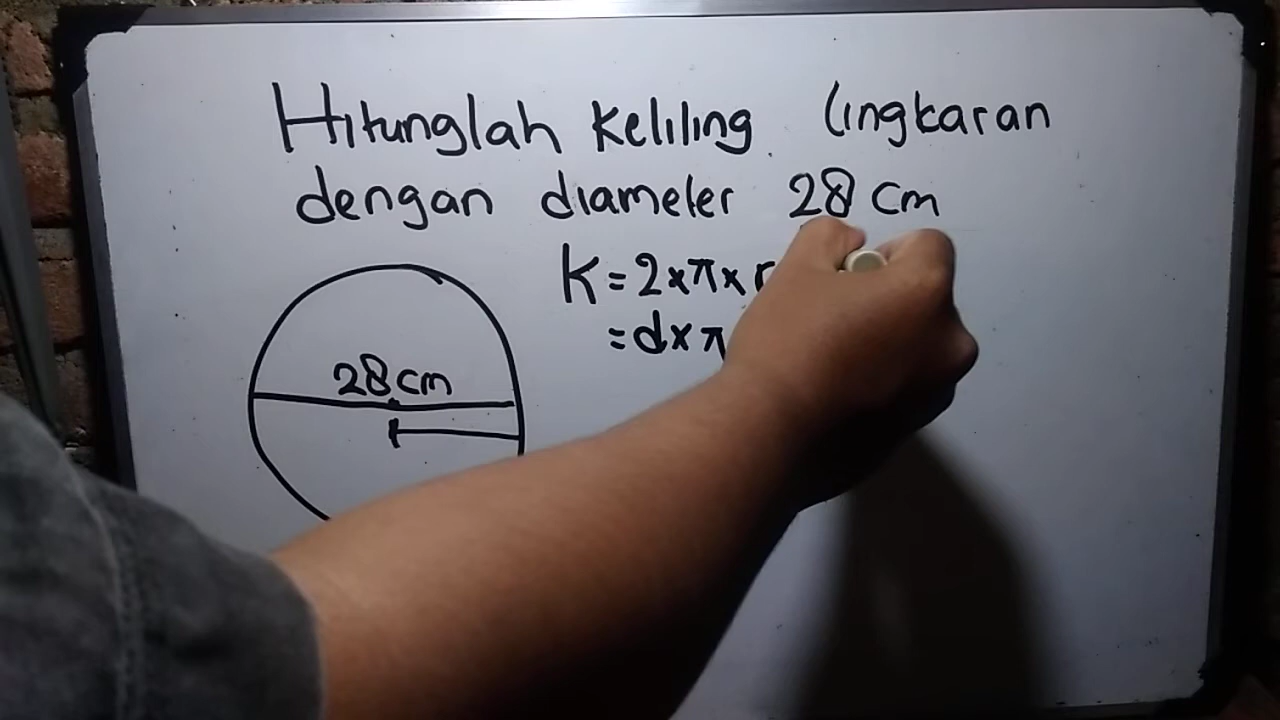 Hitunglah Keliling lingkaran
dengan diameter 28 cm
K = 2 × π × r
= d × π
28 cm